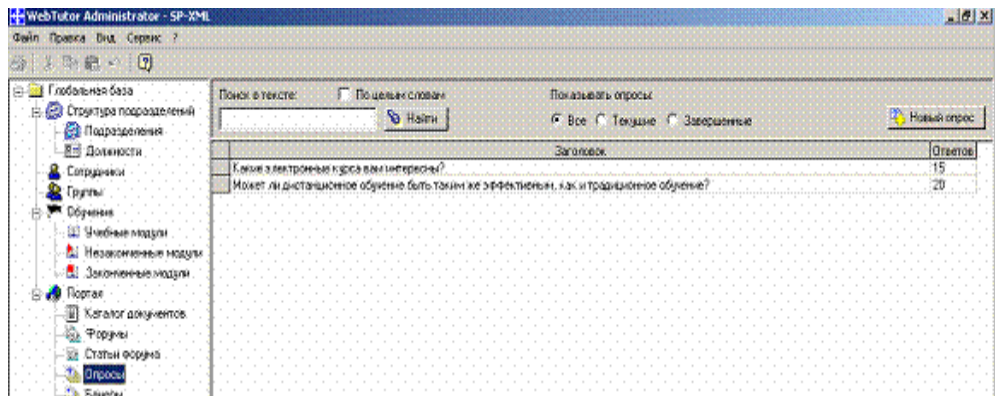 WebTutor Administrator - SP-XML
Файл Правка Вид Сервис ?
Глобальная база
Структура подразделений
Подразделения
Должности
Сотрудники
Группы
Обучение
Учебные модули
Незаконченные модули
Законченные модули
Портал
Каталог документов
Форумы
Статьи форума
Опросы
Баннеры
Поиск в тексте: По целым словам Показывать опросы:
Найти Все Текущие Завершенные Новый опрос
Заголовок Ответов
Какие электронные курса вам интересны? 15
Может ли дистанционное обучение быть таким же эффективным, как и традиционное обучение? 20